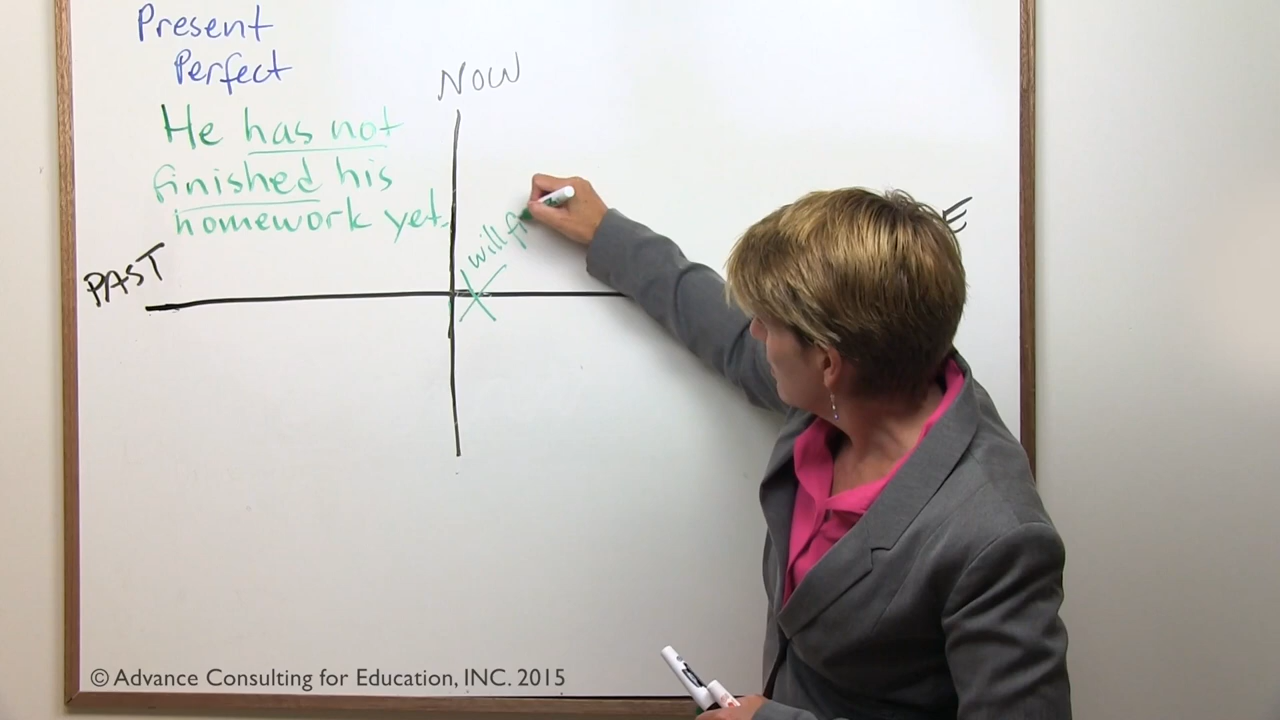 Present
Perfect
NOW
He has not
finished his
homework yet.
PAST
will f
E
© Advance Consulting for Education, INC. 2015